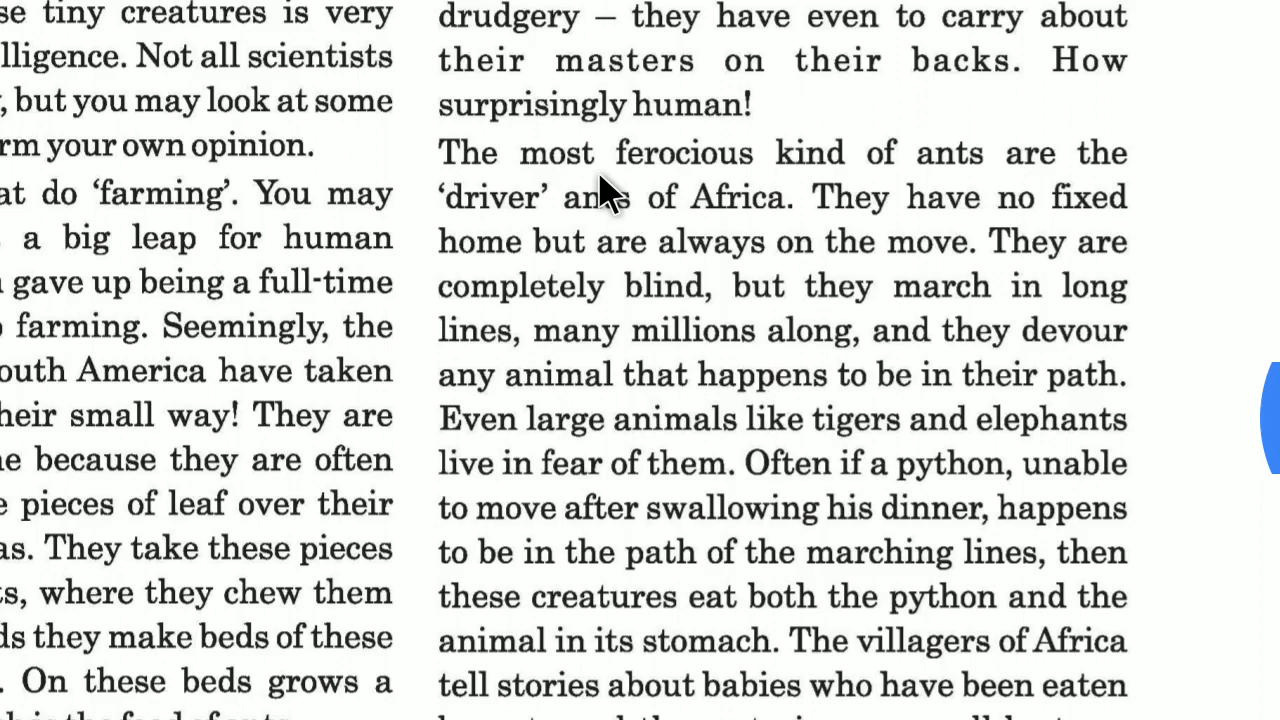 se tiny creatures is very
lligence. Not all scientists
, but you may look at some
rm your own opinion.
at do ‘farming’. You may
a big leap for human
gave up being a full-time
farming. Seemingly, the
outh America have taken
heir small way! They are
e because they are often
pieces of leaf over their
as. They take these pieces
s, where they chew them
ds they make beds of these
. On these beds grows a
drudgery – they have even to carry about
their masters on their backs. How
surprisingly human!
The most ferocious kind of ants are the
‘driver’ ants of Africa. They have no fixed
home but are always on the move. They are
completely blind, but they march in long
lines, many millions along, and they devour
any animal that happens to be in their path.
Even large animals like tigers and elephants
live in fear of them. Often if a python, unable
to move after swallowing his dinner, happens
to be in the path of the marching lines, then
these creatures eat both the python and the
animal in its stomach. The villagers of Africa
tell stories about babies who have been eaten